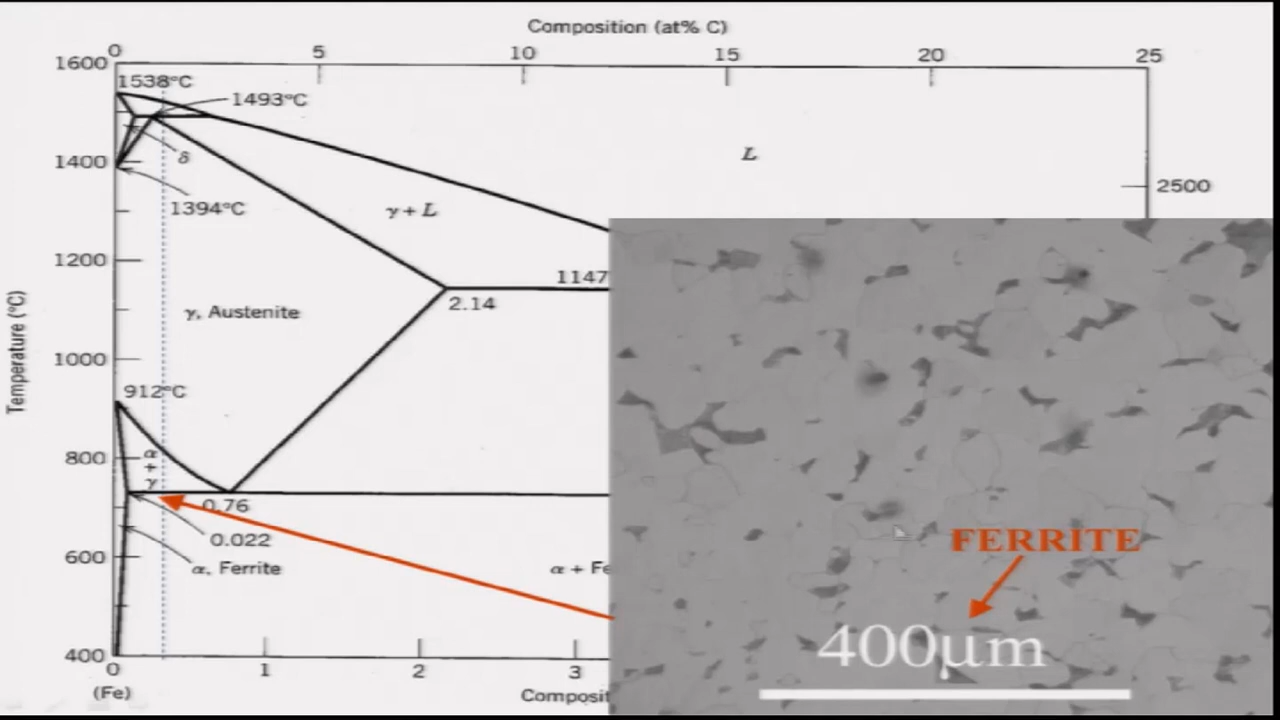 Composition (at% C)
0 5 10 15 20 25
1600
1538°C
1493°C
δ
L
1400
2500
1394°C
γ + L
1200
1147
2.14
γ, Austenite
1000
Temperature (°C)
912°C
800
α
+
γ
0.76
0.022
FERRITE
600
α, Ferrite
α + Fe
400
400µm
0 1 2 3
(Fe)
Composit